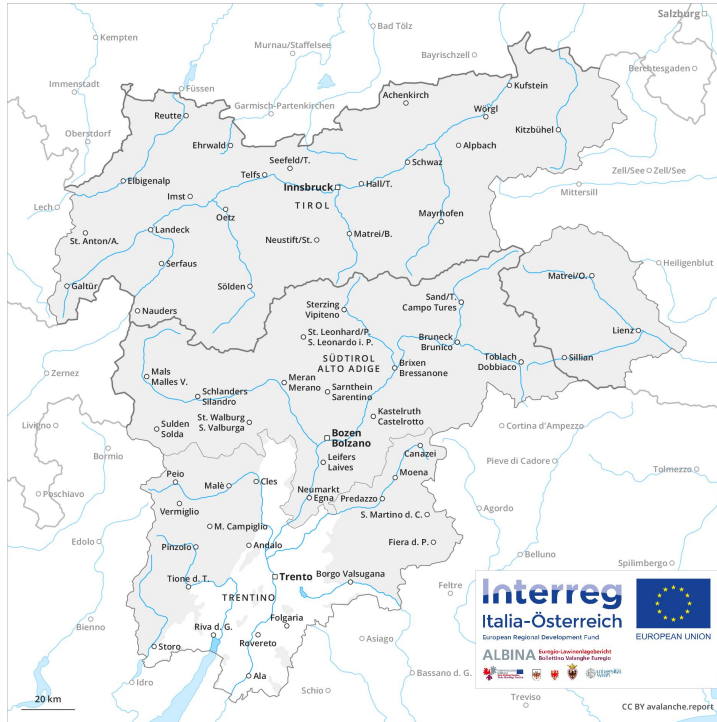 Salzburg
Kempten
Bad Tölz
Murnau/Staffelsee
Bayrischzell
Berchtesgaden
Immenstadt
Füssen
Garmisch-Partenkirchen
Achenkirch
Kufstein
Reutte
Wörgl
Oberstdorf
Kitzbühel
Ehrwald
Alpbach
Seefeld/T.
Schwaz
Telfs
Zell/See
Zell/See
Elbigenalp
Innsbruck
Hall/T.
Mittersill
Imst
TIROL
Lech
Oetz
Mayrhofen
St. Anton/A.
Landeck
Neustift/St.
Matrei/B.
Serfaus
Heiligenblut
Matrei/O.
Galtür
Sölden
Sand/T.
Campo Tures
Nauders
Sterzing
Vipiteno
St. Leonhard/P.
S. Leonardo i. P.
Bruneck
Brunico
Lienz
SÜDTIROL
ALTO ADIGE
Toblach
Dobbiaco
Sillian
Brixen
Bressanone
Zernez
Mals
Malles V.
Meran
Merano
Sarnthein
Sarentino
Schlanders
Silandro
Kastelruth
Castelrotto
St. Walburg
S. Valburga
Livigno
Sulden
Solda
Bozen
Bolzano
Cortina d'Ampezzo
Bormio
Leifers
Laives
Canazei
Pieve di Cadore
Tolmezzo
Peio
Malè
Cles
Moena
Poschiavo
Neumarkt
Egna
Predazzo
Vermiglio
Agordo
M. Campiglio
S. Martino d. C.
Edolo
Pinzolo
Andalo
Fiera d. P.
Belluno
Spilimbergo
Tione d. T.
Trento
Borgo Valsugana
Feltre
TRENTINO
Bienno
Riva d. G.
Folgaria
Rovereto
Asiago
Storo
Ala
Idro
Schio
Bassano d. G.
Treviso
Interreg
Italia-Österreich
European Regional Development Fund
EUROPEAN UNION
ALBINA
Euregio-Lawinenlagebericht
Bollettino Valanghe Euregio
universität
wien
20 km
CC BY avalanche.report